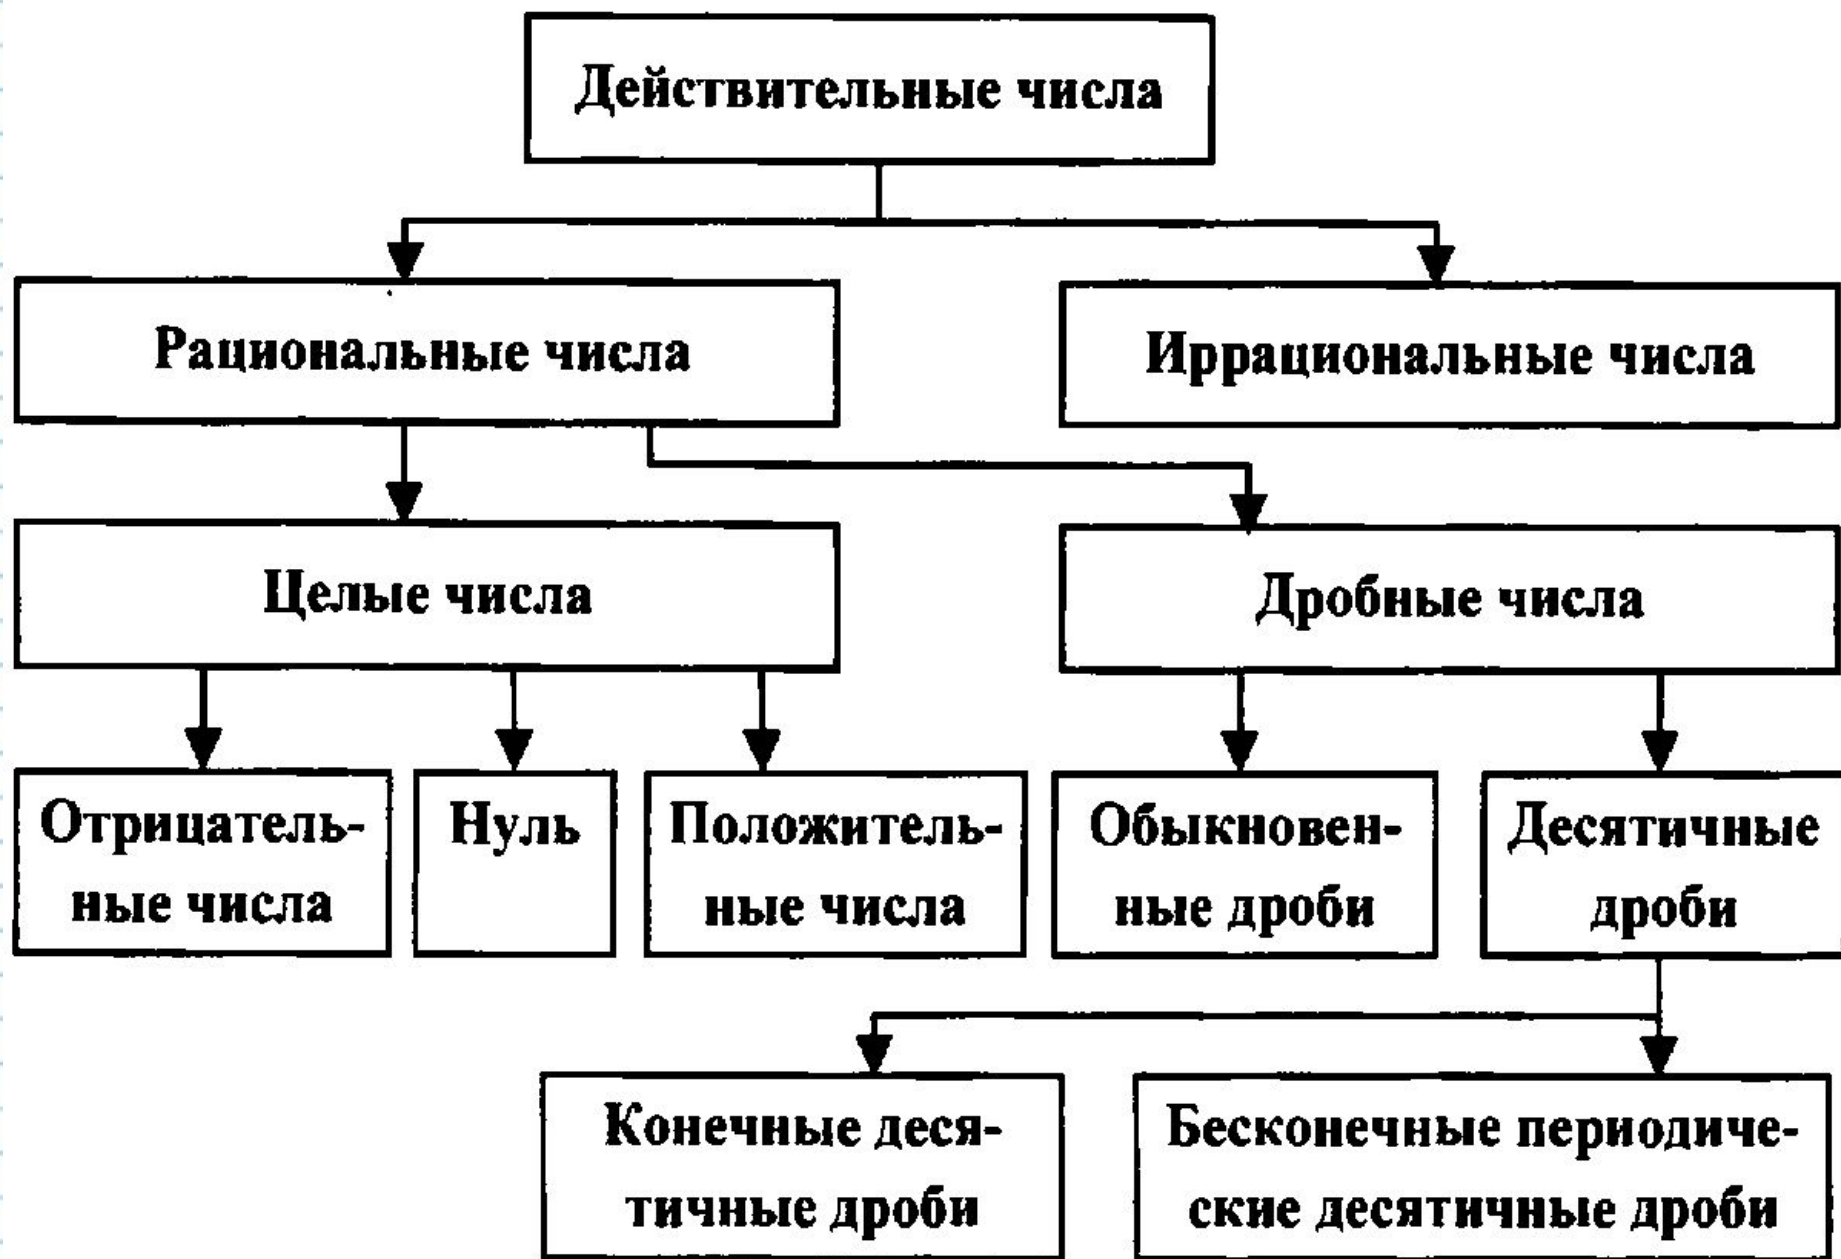 Действительные числа
Рациональные числа
Иррациональные числа
Целые числа
Дробные числа
Отрицатель-
ные числа
Нуль
Положитель-
ные числа
Обыкновен-
ные дроби
Десятичные
дроби
Конечные деся-
тичные дроби
Бесконечные периодиче-
ские десятичные дроби